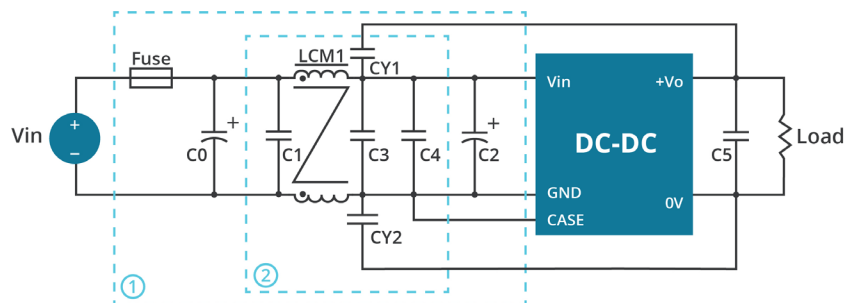 Fuse
LCM1
CY1
Vin
+
−
+
C0
C1
C3
C4
+
C2
Vin
+Vo
DC-DC
GND
CASE
0V
C5
Load
CY2
1
2